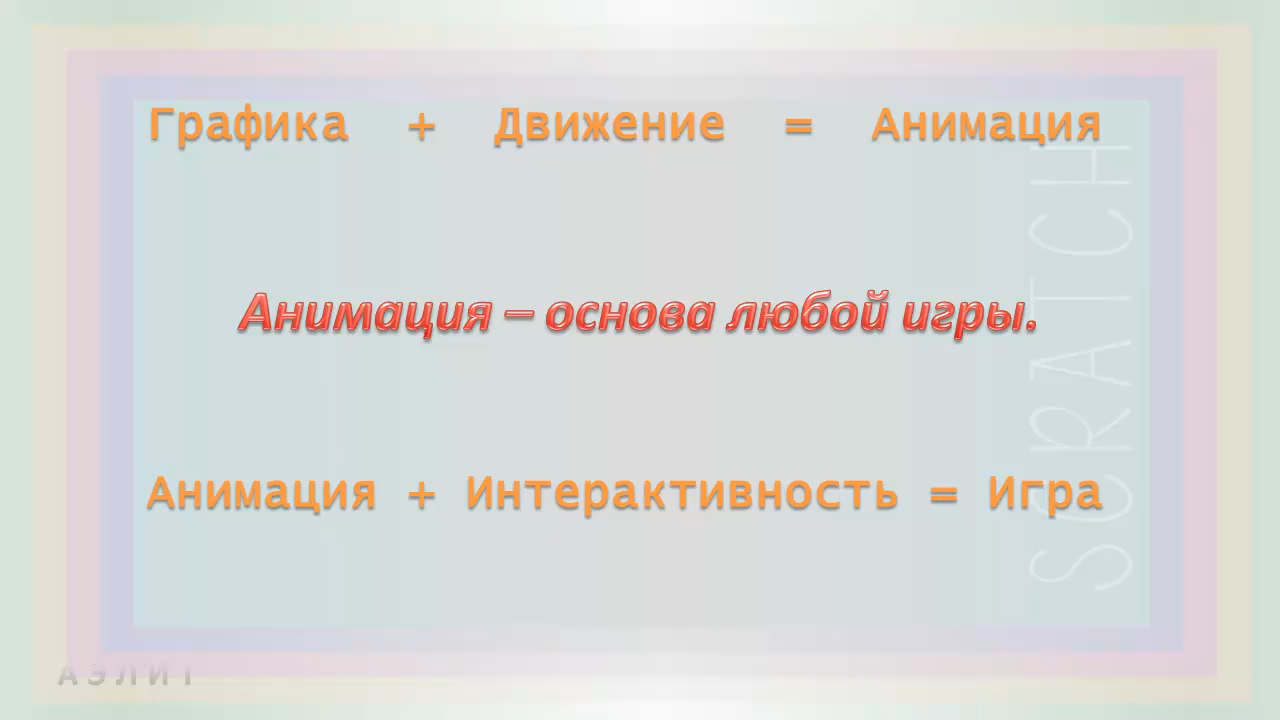 Графика + Движение = Анимация
Анимация – основа любой игры.
Анимация + Интерактивность = Игра
SCRATCH